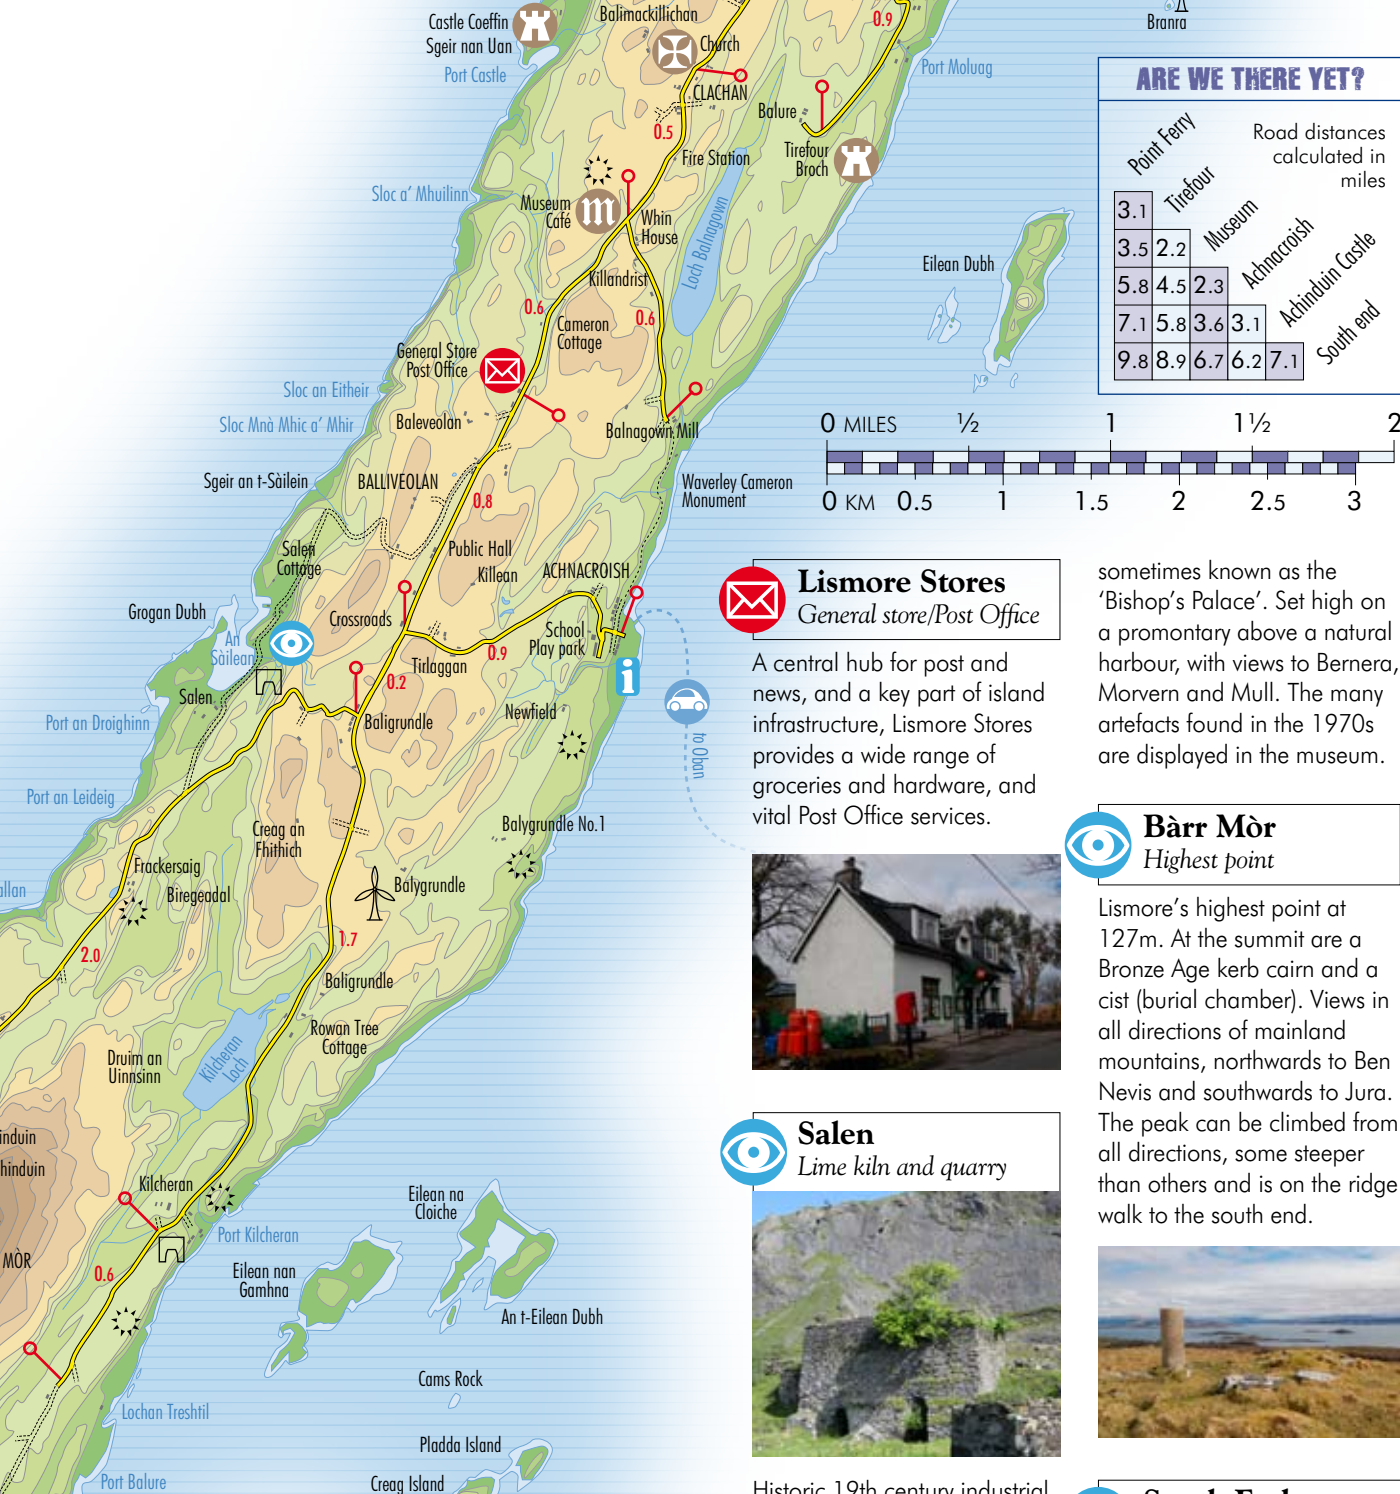 Castle Coeffin
Sgeir nan Uan
Port Castle
Balimackillichan
Church
CLACHAN
0.5
0.9
Port Moluag
Branra
Balure
Tirefour
Broch
Fire Station
Sloc a' Mhuilinn
Museum
Café
m
Whin
House
Loch Balnagown
Killandrist
0.6
0.6
Cameron
Cottage
Eilean Dubh
General Store
Post Office
Sloc an Eitheir
Sloc Mnà Mhic a' Mhir
Baleveolon
Balnagown Mill
Sgeir an t-Sàilein
BALLIVEOLAN
0.8
Waverley Cameron
Monument
Salen
Cottage
Public Hall
Killean
ACHNACROISH
Grogan Dubh
Crossroads
An
Sàilean
School
Play park
Tirlaggan
0.9
0.2
i
Salen
Port an Droighinn
Baligrundle
Newfield
to Oban
Port an Leideig
Creag an
Fhithich
Balygrundle No.1
Frackersaig
Biregeadal
Balygrundle
allan
2.0
1.7
Baligrundle
Rowan Tree
Cottage
Druim an
Uinnsinn
Kilcheran
Loch
induin
hinduin
Kilcheran
Port Kilcheran
MÒR
0.6
Eilean na
Cloiche
Eilean nan
Gamhna
An t-Eilean Dubh
Cams Rock
Lochan Treshtil
Pladda Island
Port Balure
Creag Island
ARE WE THERE YET?
Road distances
calculated in
miles
Point Ferry
3.1 Tirefour
3.5 2.2 Museum
5.8 4.5 2.3 Achnacroish
7.1 5.8 3.6 3.1 Achinduin Castle
9.8 8.9 6.7 6.2 7.1 South end
0 MILES ½ 1 1½ 2
0 KM 0.5 1 1.5 2 2.5 3
Lismore Stores
General store/Post Office
A central hub for post and
news, and a key part of island
infrastructure, Lismore Stores
provides a wide range of
groceries and hardware, and
vital Post Office services.
Salen
Lime kiln and quarry
Historic 19th century industrial
sometimes known as the
'Bishop's Palace'. Set high on
a promontary above a natural
harbour, with views to Bernera,
Morvern and Mull. The many
artefacts found in the 1970s
are displayed in the museum.
Bàrr Mòr
Highest point
Lismore's highest point at
127m. At the summit are a
Bronze Age kerb cairn and a
cist (burial chamber). Views in
all directions of mainland
mountains, northwards to Ben
Nevis and southwards to Jura.
The peak can be climbed from
all directions, some steeper
than others and is on the ridge
walk to the south end.